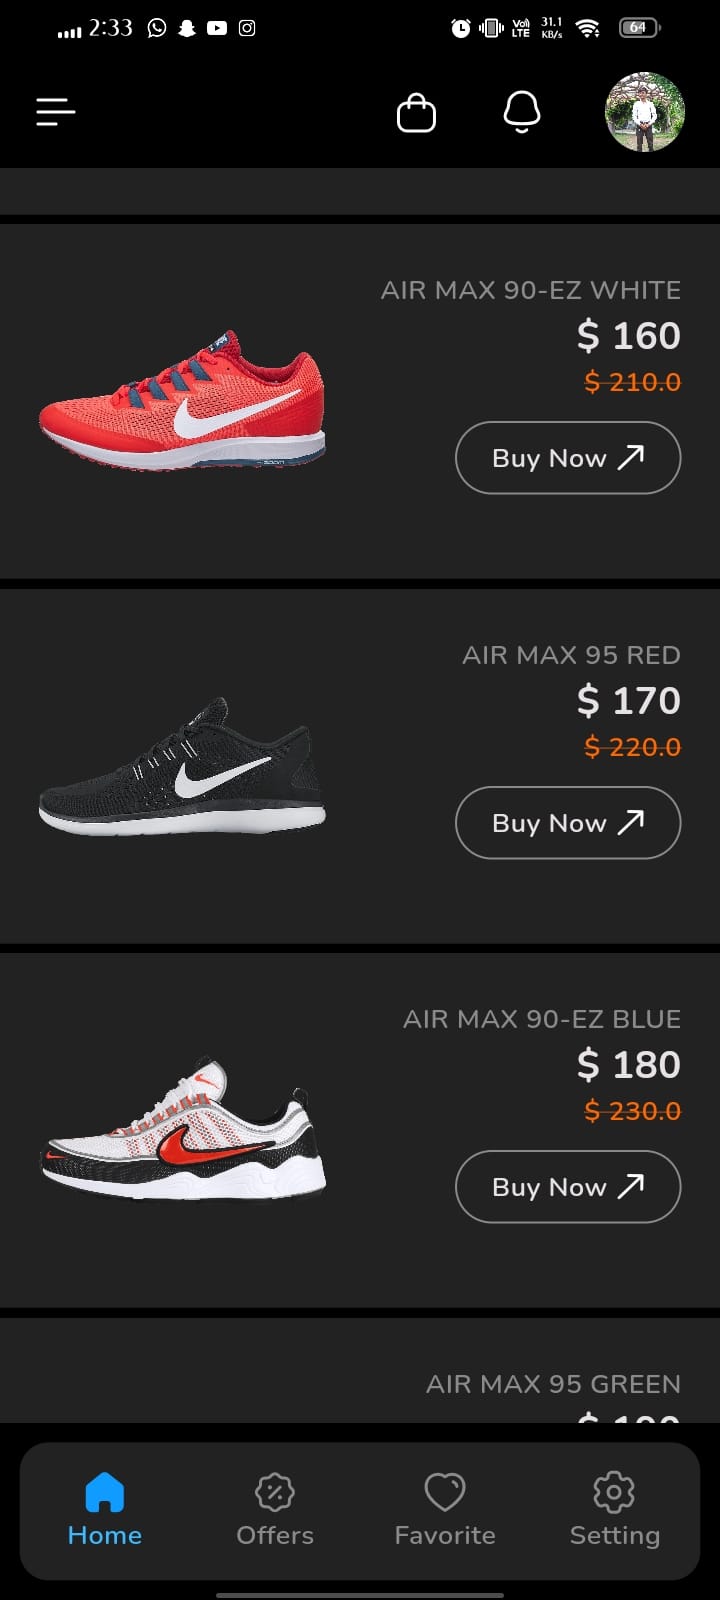 2:33
Vo)) LTE
31.1 KB/s
64
AIR MAX 90-EZ WHITE
$ 160
$ 210.0
Buy Now
AIR MAX 95 RED
$ 170
$ 220.0
Buy Now
AIR MAX 90-EZ BLUE
$ 180
$ 230.0
Buy Now
AIR MAX 95 GREEN
Home
Offers
Favorite
Setting